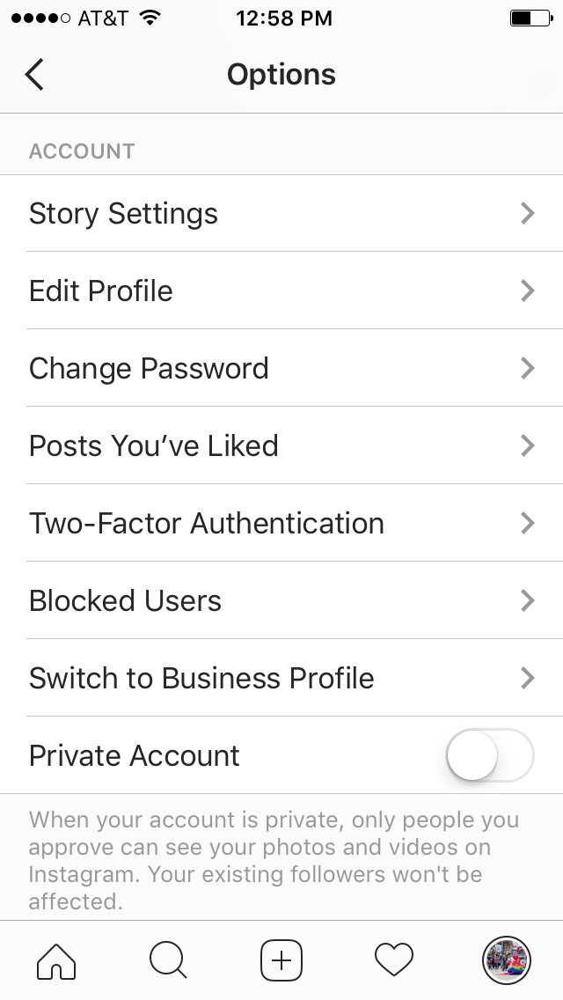 AT&T 12:58 PM
Options
ACCOUNT
Story Settings
Edit Profile
Change Password
Posts You’ve Liked
Two-Factor Authentication
Blocked Users
Switch to Business Profile
Private Account
When your account is private, only people you
approve can see your photos and videos on
Instagram. Your existing followers won't be
affected.